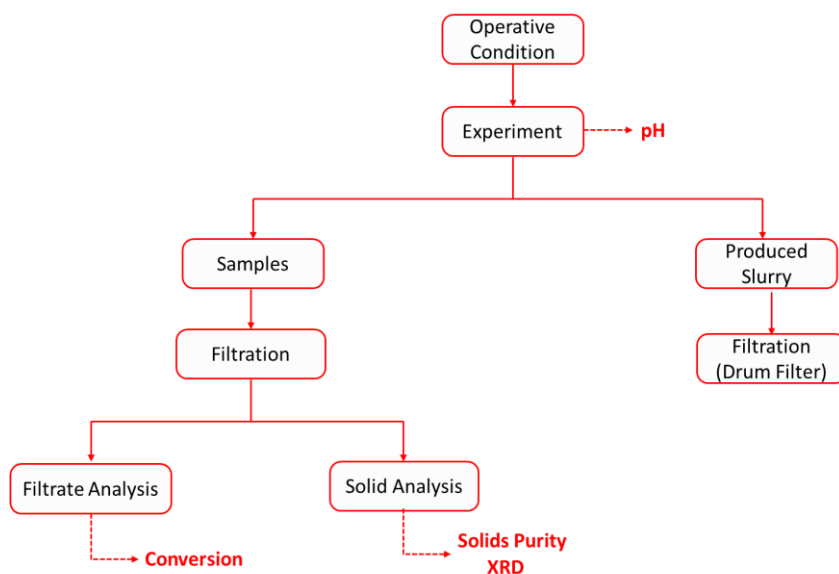 Operative
Condition
Experiment
pH
Samples
Produced
Slurry
Filtration
Filtration
(Drum Filter)
Filtrate Analysis
Solid Analysis
Conversion
Solids Purity
XRD